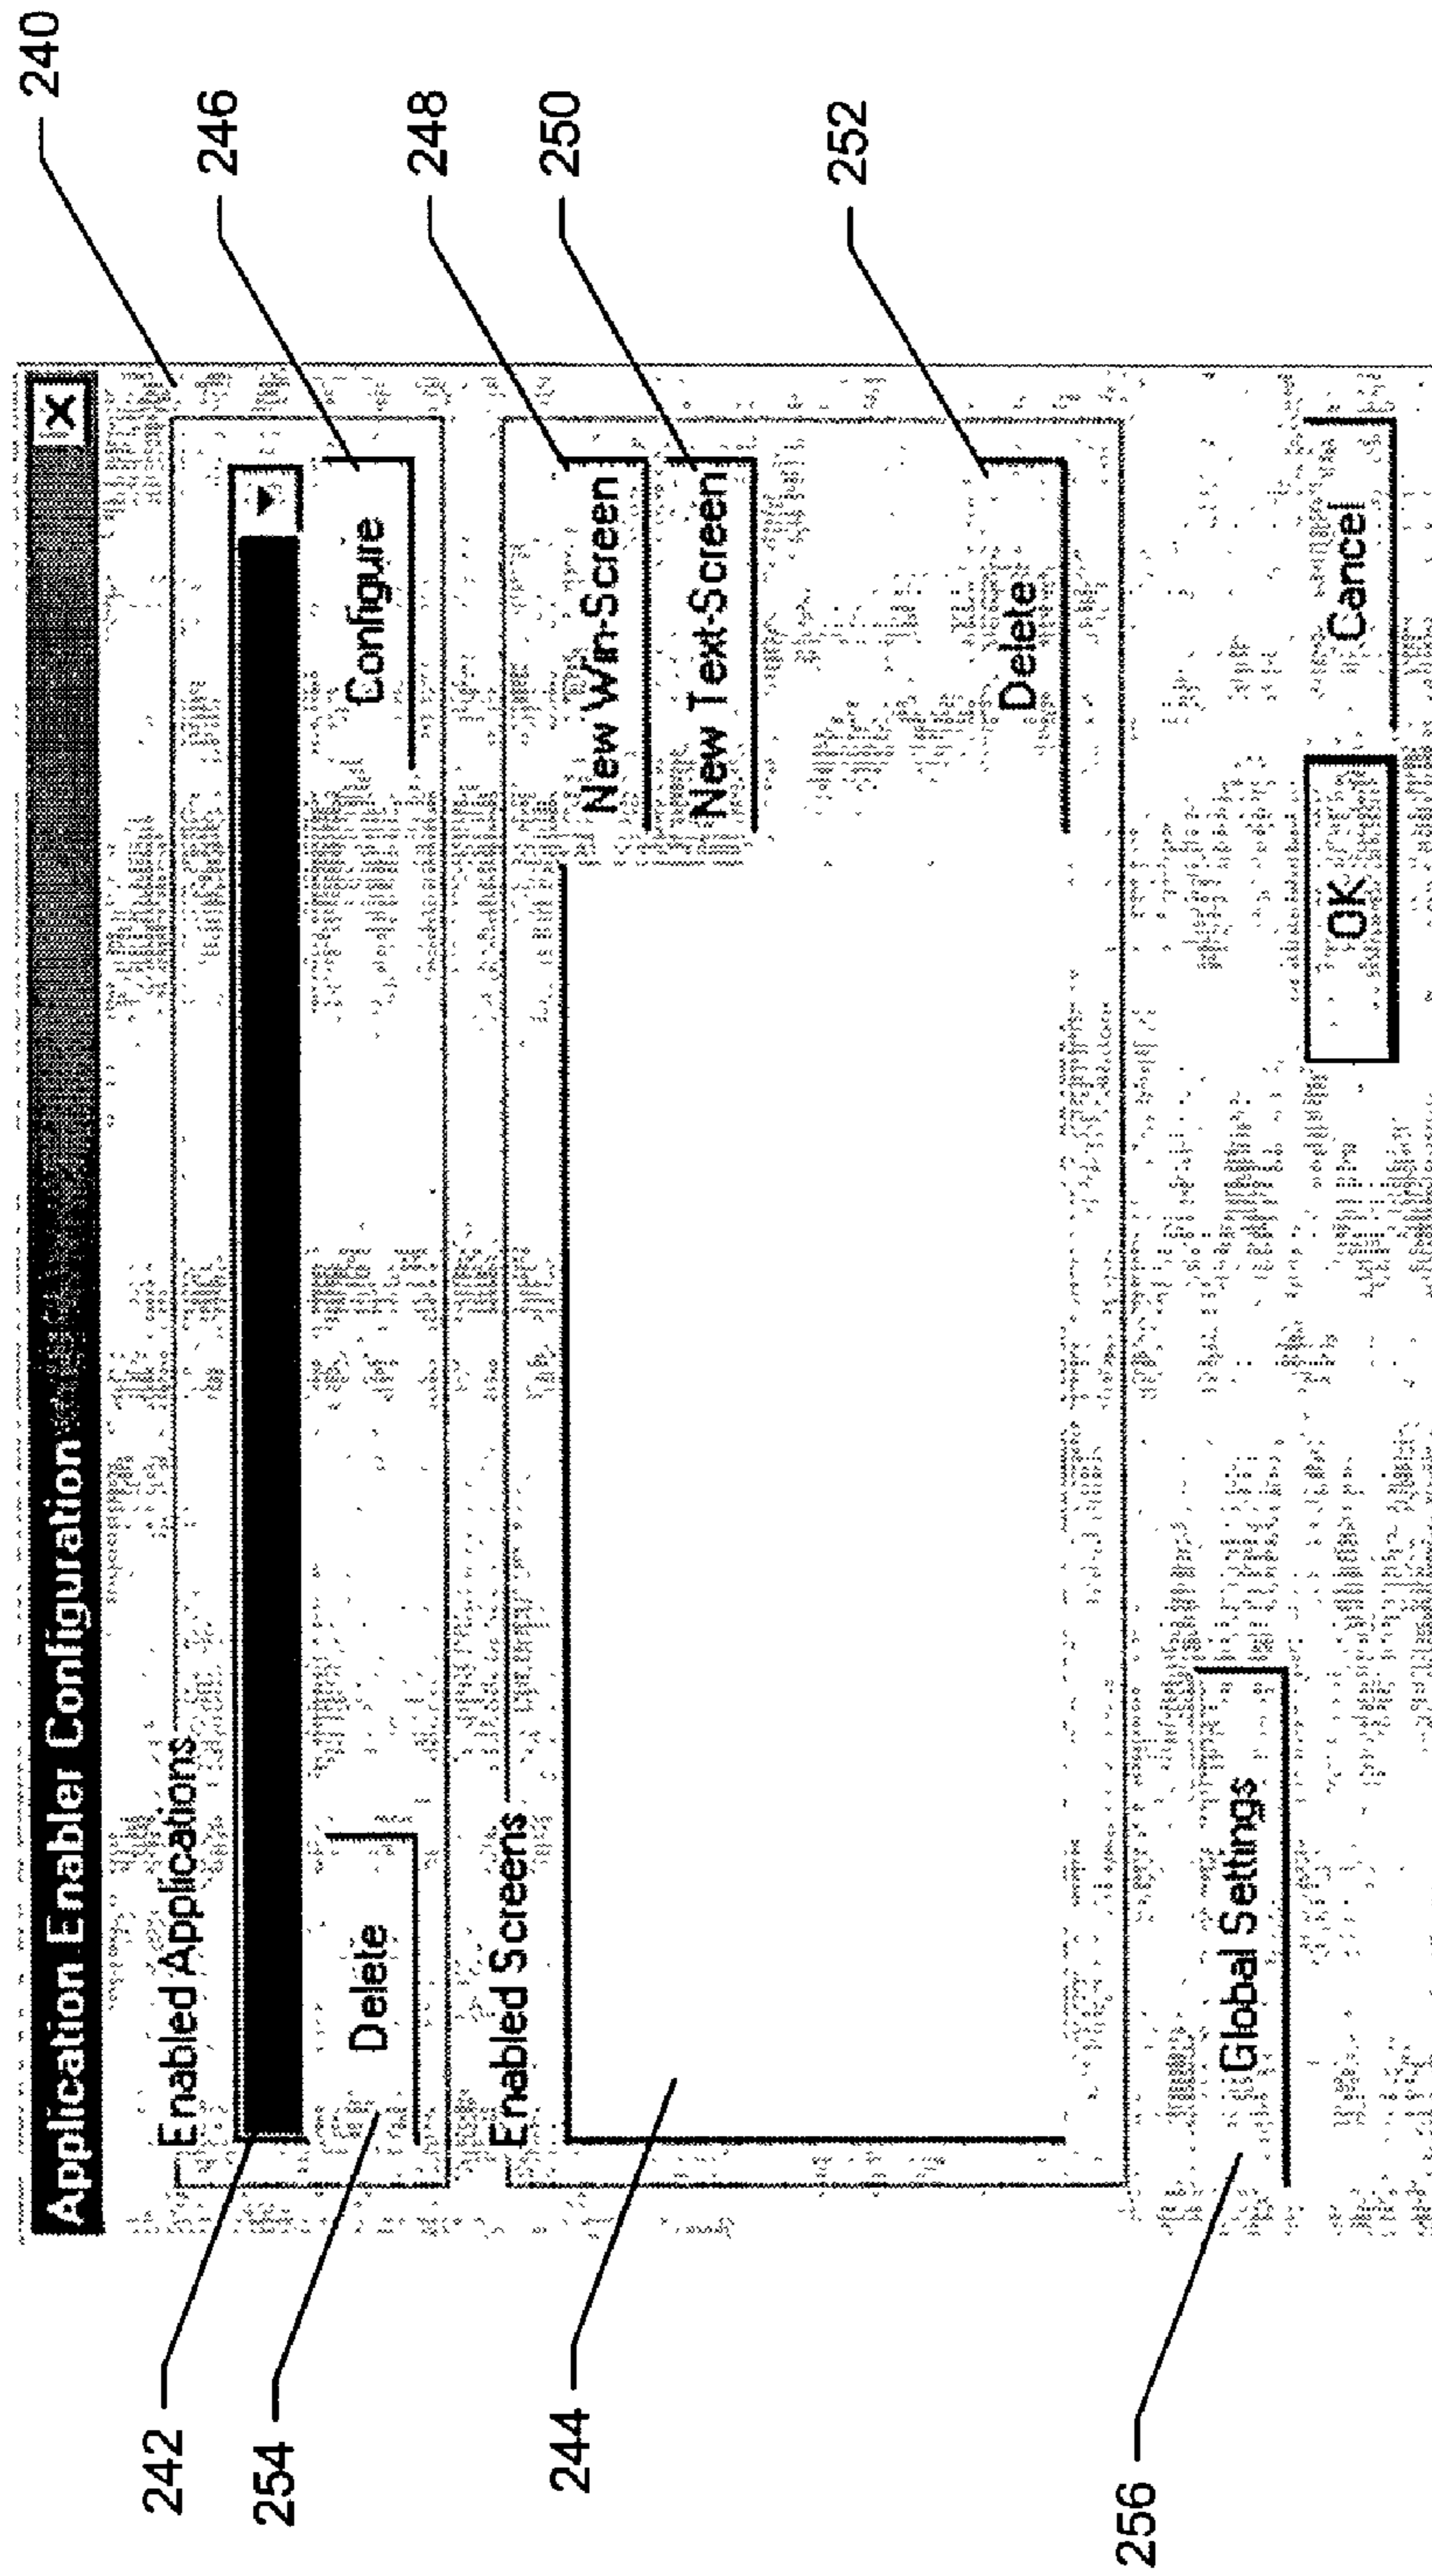 240
Application Enabler Configuration
X
Enabled Applications
242
246
Delete
Configure
254
248
Enabled Screens
New Win-Screen
250
New Text-Screen
244
252
Delete
Global Settings
256
OK
Cancel